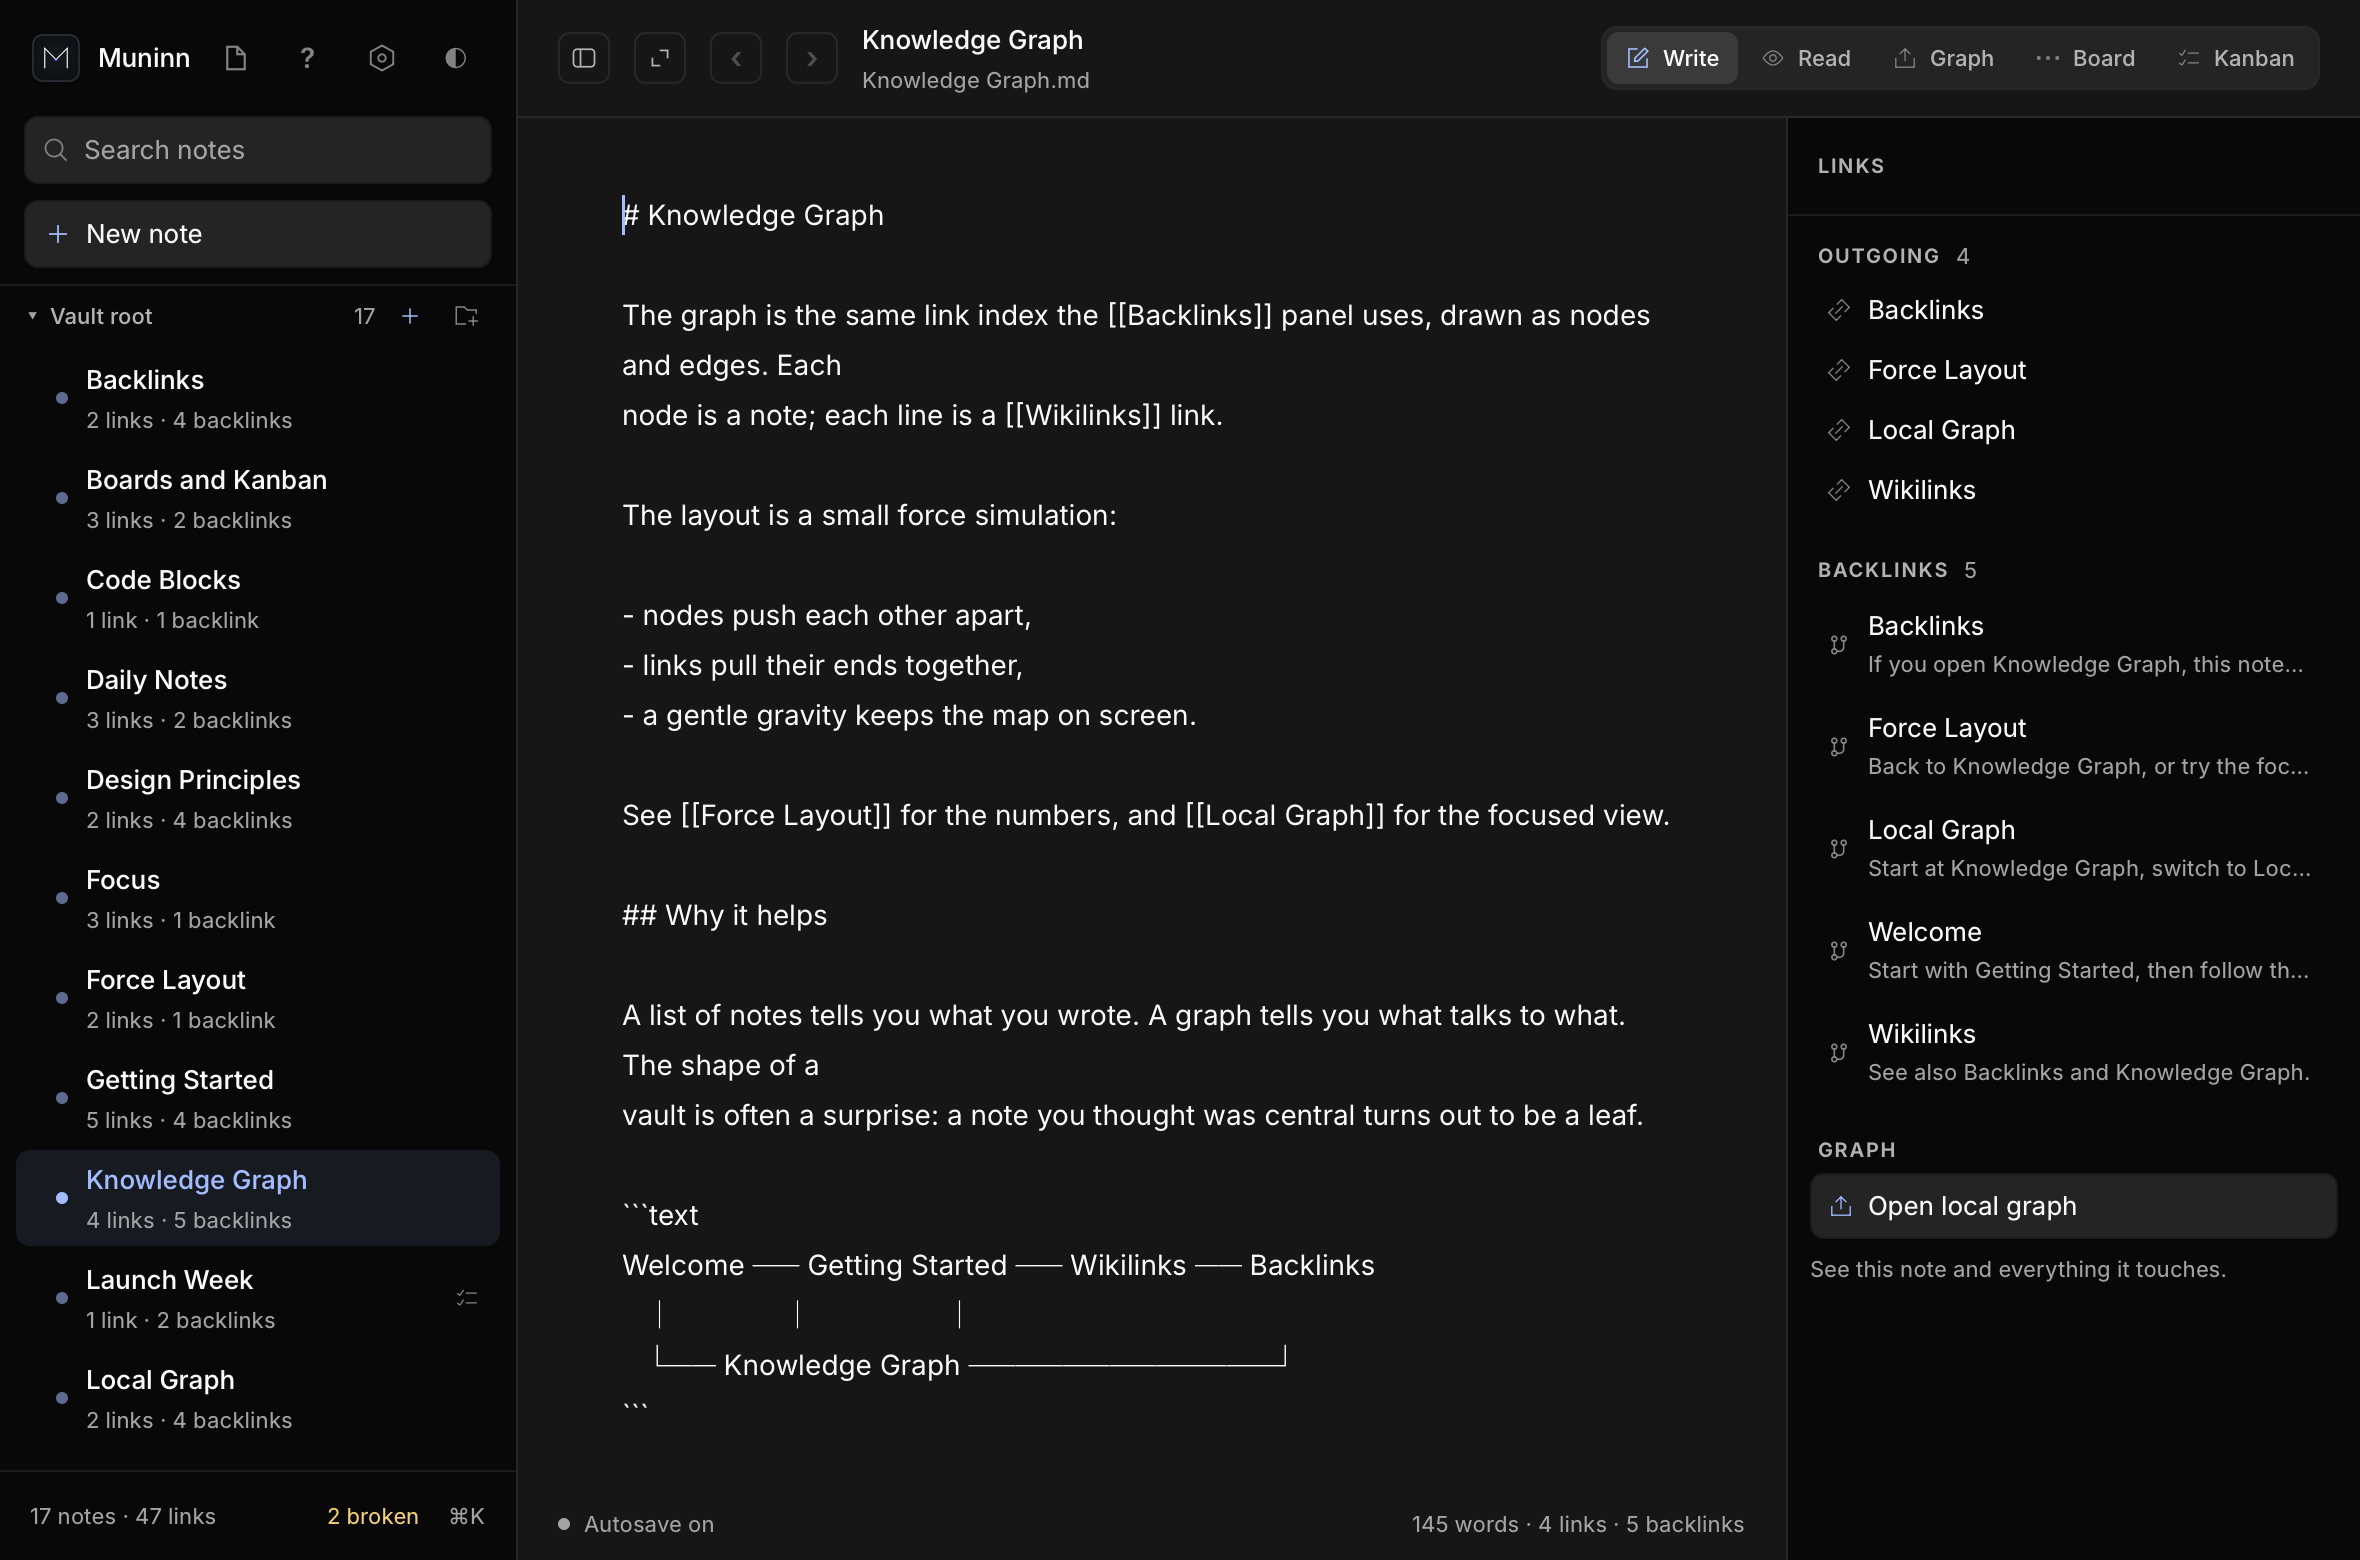 Muninn
?
Search notes
+ New note
Vault root 17 +
Backlinks
2 links · 4 backlinks
Boards and Kanban
3 links · 2 backlinks
Code Blocks
1 link · 1 backlink
Daily Notes
3 links · 2 backlinks
Design Principles
2 links · 4 backlinks
Focus
3 links · 1 backlink
Force Layout
2 links · 1 backlink
Getting Started
5 links · 4 backlinks
Knowledge Graph
4 links · 5 backlinks
Launch Week
1 link · 2 backlinks
Local Graph
2 links · 4 backlinks
17 notes · 47 links 2 broken ⌘K
Knowledge Graph
Knowledge Graph.md
Write Read Graph Board Kanban
# Knowledge Graph
The graph is the same link index the [[Backlinks]] panel uses, drawn as nodes
and edges. Each
node is a note; each line is a [[Wikilinks]] link.
The layout is a small force simulation:
- nodes push each other apart,
- links pull their ends together,
- a gentle gravity keeps the map on screen.
See [[Force Layout]] for the numbers, and [[Local Graph]] for the focused view.
## Why it helps
A list of notes tells you what you wrote. A graph tells you what talks to what.
The shape of a
vault is often a surprise: a note you thought was central turns out to be a leaf.
```text
Welcome ─── Getting Started ─── Wikilinks ─── Backlinks
│ │ │
└─── Knowledge Graph ────────────────────┘
```
Autosave on
145 words · 4 links · 5 backlinks
LINKS
OUTGOING 4
Backlinks
Force Layout
Local Graph
Wikilinks
BACKLINKS 5
Backlinks
If you open Knowledge Graph, this note...
Force Layout
Back to Knowledge Graph, or try the foc...
Local Graph
Start at Knowledge Graph, switch to Loc...
Welcome
Start with Getting Started, then follow th...
Wikilinks
See also Backlinks and Knowledge Graph.
GRAPH
Open local graph
See this note and everything it touches.